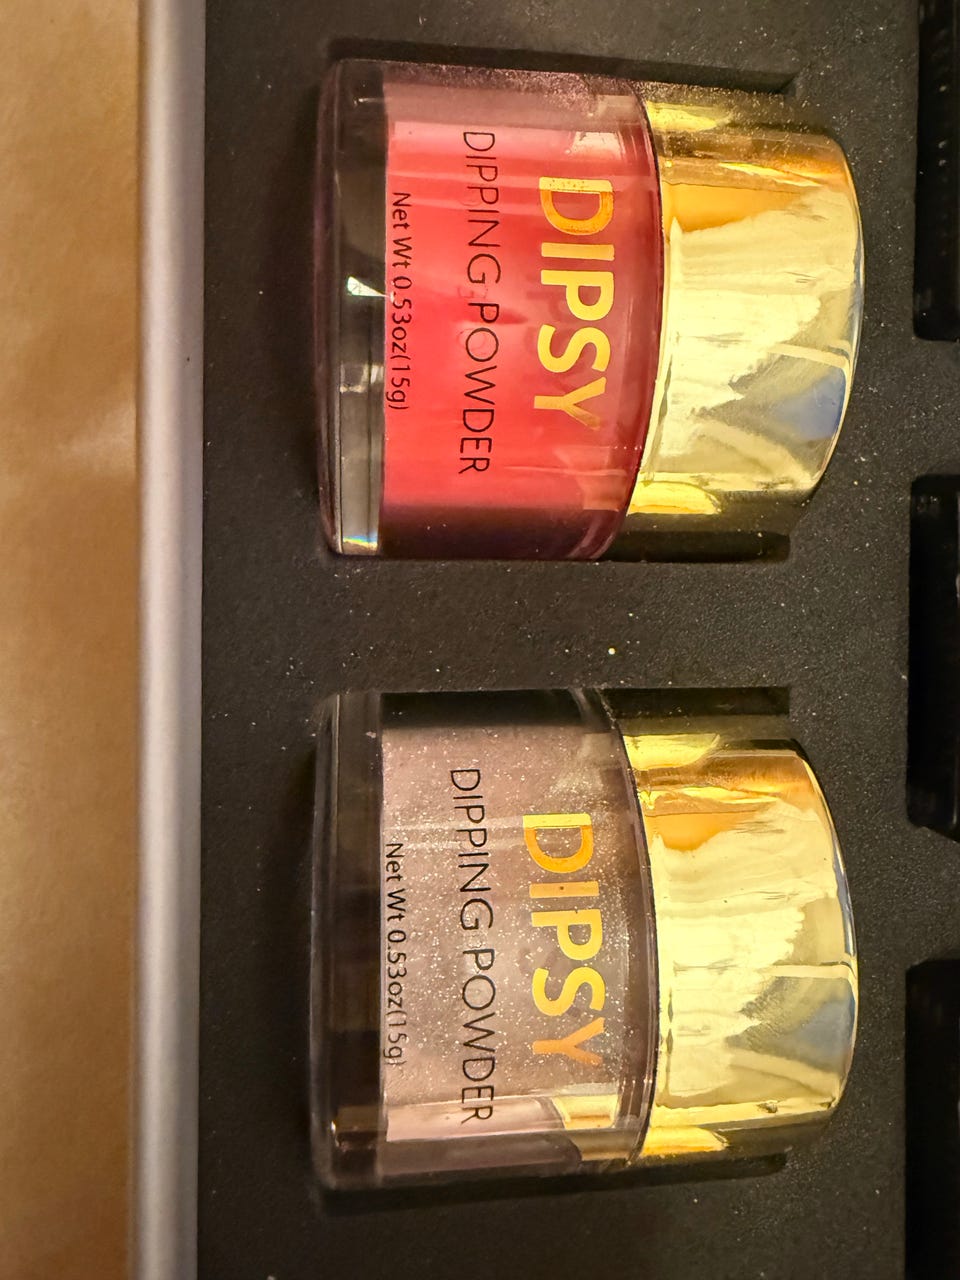 DIPSY
DIPPING POWDER
Net Wt 0.53oz(15g)
DIPSY
DIPPING POWDER
Net Wt 0.53oz(15g)